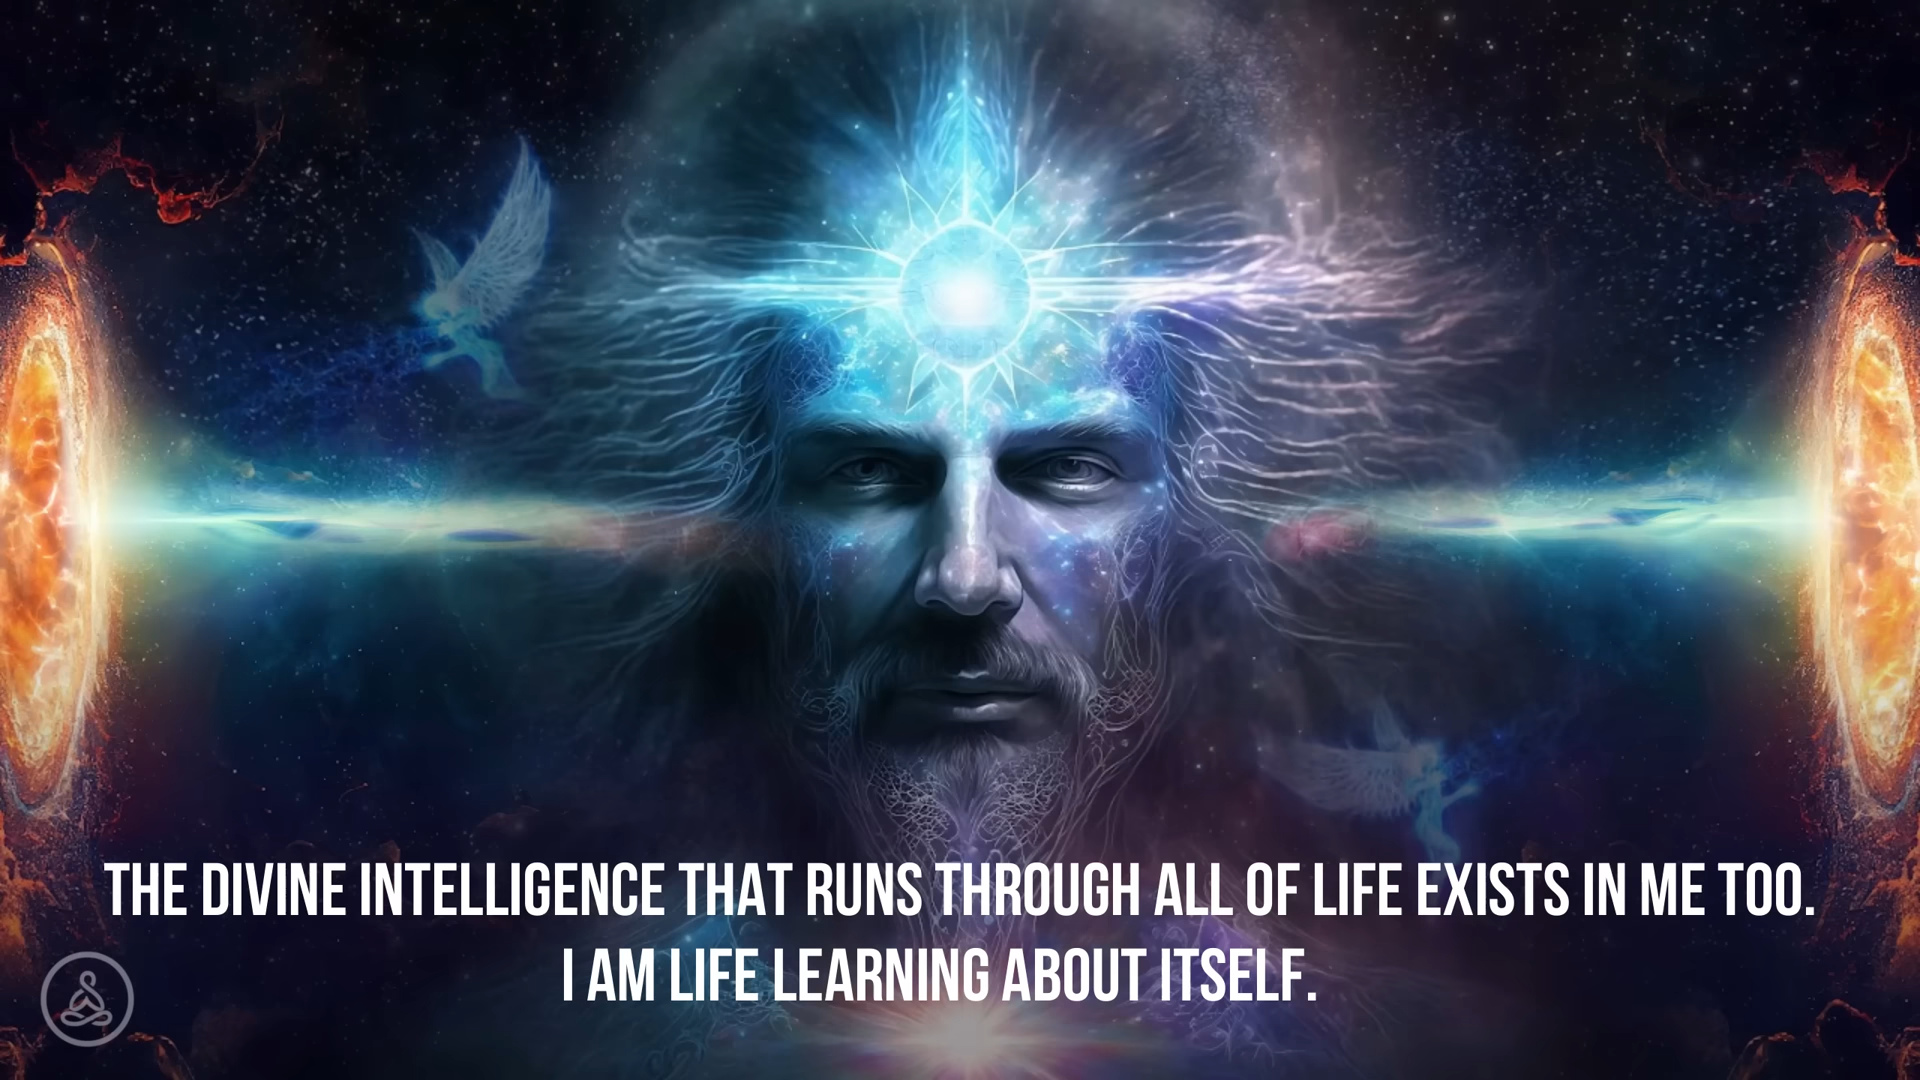 THE DIVINE INTELLIGENCE THAT RUNS THROUGH ALL OF LIFE EXISTS IN ME TOO.
I AM LIFE LEARNING ABOUT ITSELF.